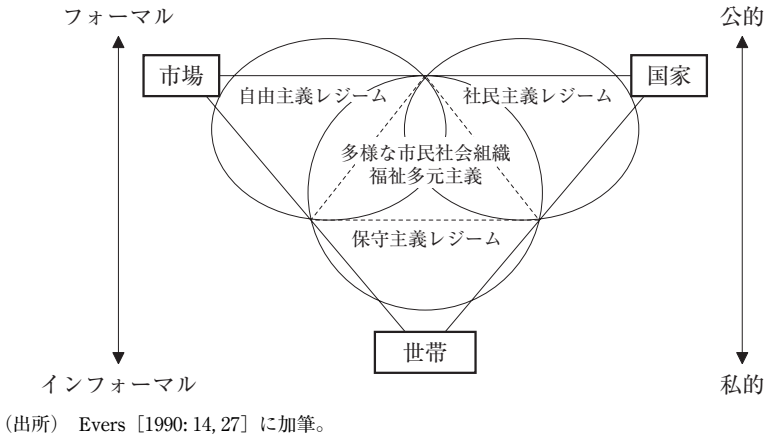 フォーマル
公的
市場
国家
自由主義レジーム
社民主義レジーム
多様な市民社会組織
福祉多元主義
保守主義レジーム
世帯
インフォーマル
私的
(出所) Evers［1990: 14, 27］に加筆。